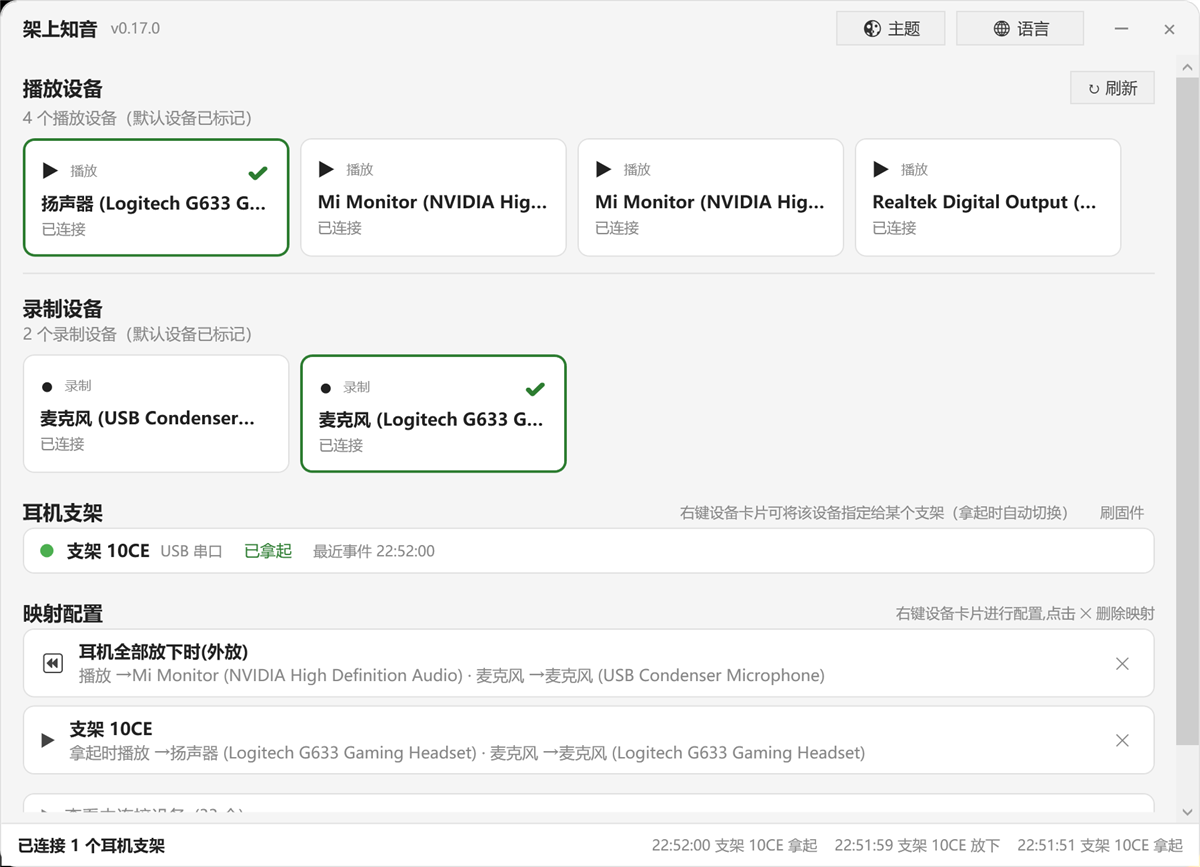 架上知音 v0.17.0
主题
语言
播放设备
刷新
4 个播放设备（默认设备已标记）
播放
扬声器 (Logitech G633 G...
已连接
播放
Mi Monitor (NVIDIA Hig...
已连接
播放
Mi Monitor (NVIDIA Hig...
已连接
播放
Realtek Digital Output (...
已连接
录制设备
2 个录制设备（默认设备已标记）
录制
麦克风 (USB Condenser...
已连接
录制
麦克风 (Logitech G633 G...
已连接
耳机支架 右键设备卡片可将该设备指定给某个支架（拿起时自动切换） 刷固件
支架 10CE USB 串口 已拿起 最近事件 22:52:00
映射配置 右键设备卡片进行配置,点击 × 删除映射
耳机全部放下时(外放)
播放 →Mi Monitor (NVIDIA High Definition Audio) · 麦克风 →麦克风 (USB Condenser Microphone)
支架 10CE
拿起时播放 →扬声器 (Logitech G633 Gaming Headset) · 麦克风 →麦克风 (Logitech G633 Gaming Headset)
已连接 1 个耳机支架 22:52:00 支架 10CE 拿起 22:51:59 支架 10CE 放下 22:51:51 支架 10CE 拿起